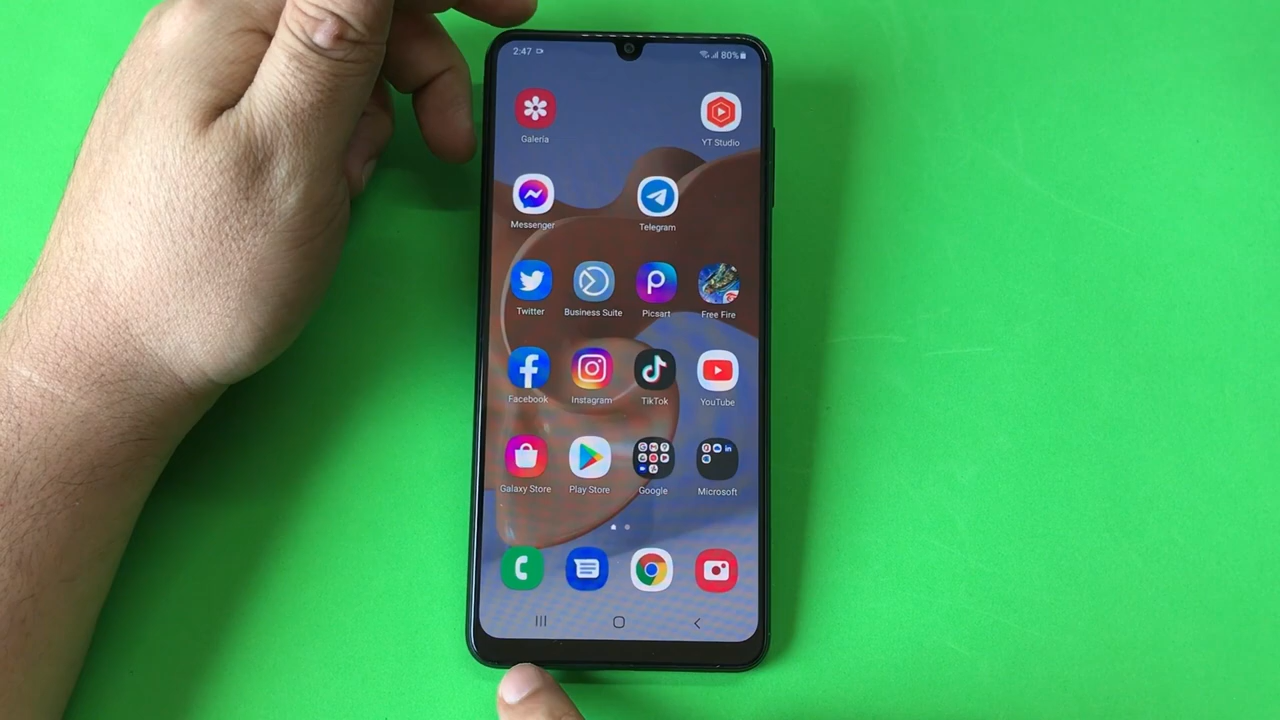 2:47 80%
Galería YT Studio
Messenger Telegram
Twitter Business Suite Picsart Free Fire
Facebook Instagram TikTok YouTube
Galaxy Store Play Store Google Microsoft